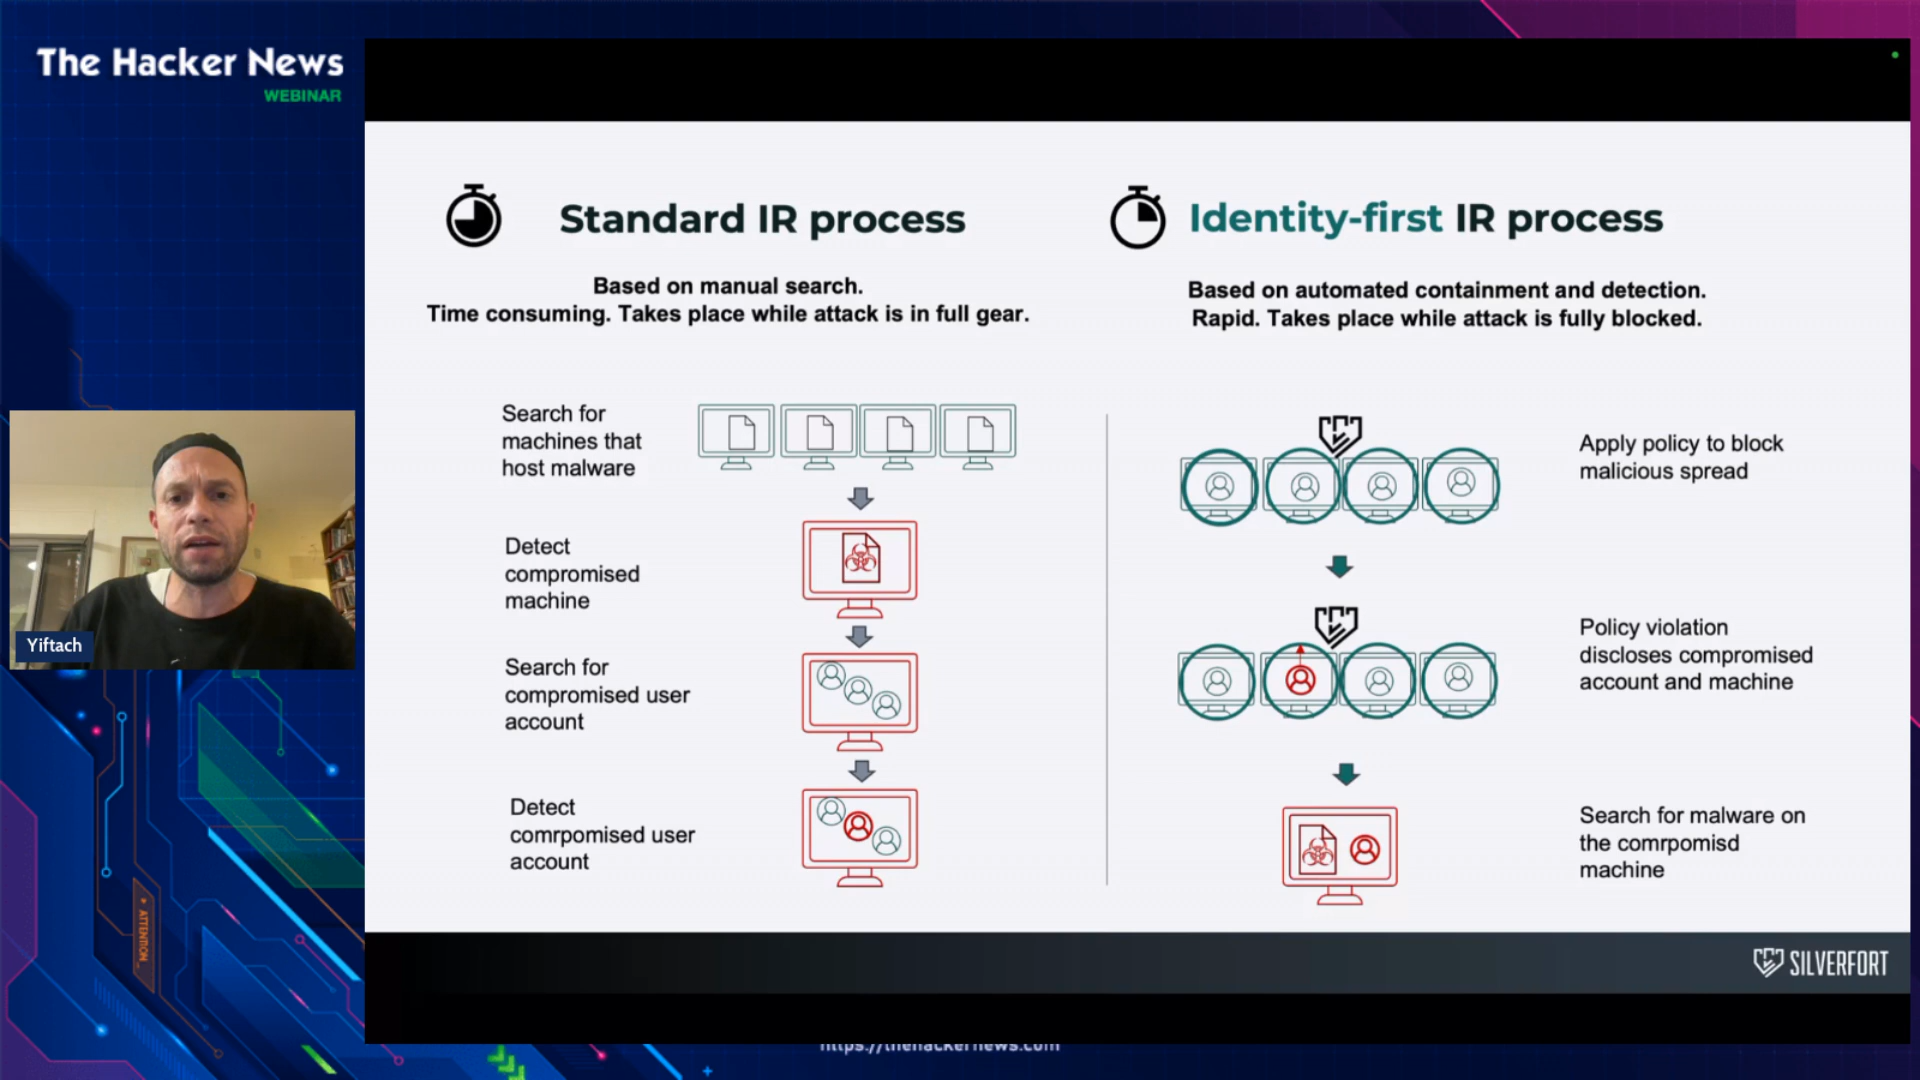 The Hacker News
WEBINAR
Standard IR process
Based on manual search.
Time consuming. Takes place while attack is in full gear.
Search for
machines that
host malware
Detect
compromised
machine
Search for
compromised user
account
Detect
comrpomised user
account
Identity-first IR process
Based on automated containment and detection.
Rapid. Takes place while attack is fully blocked.
Apply policy to block
malicious spread
Policy violation
discloses compromised
account and machine
Search for malware on
the comrpomisd
machine
Yiftach
ATTENTION
SILVERFORT
https://thehackernews.com